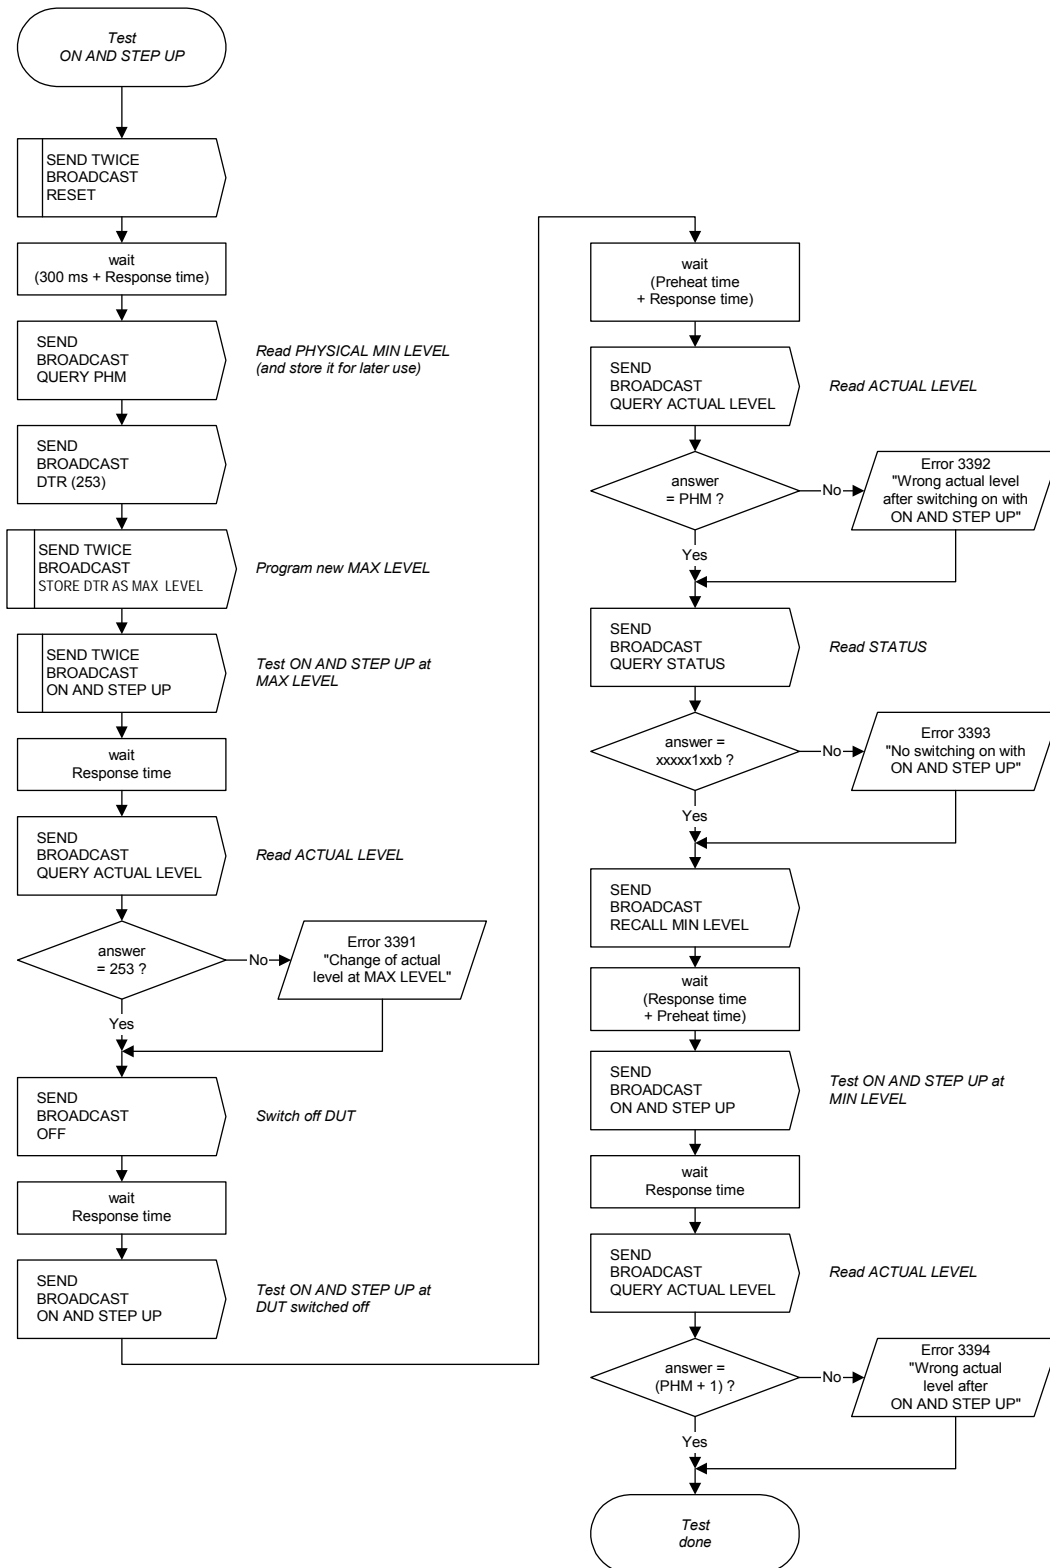 Test
ON AND STEP UP
SEND TWICE
BROADCAST
RESET
wait
(300 ms + Response time)
SEND
BROADCAST
QUERY PHM
Read PHYSICAL MIN LEVEL
(and store it for later use)
SEND
BROADCAST
DTR (253)
SEND TWICE
BROADCAST
STORE DTR AS MAX LEVEL
Program new MAX LEVEL
SEND TWICE
BROADCAST
ON AND STEP UP
Test ON AND STEP UP at
MAX LEVEL
wait
Response time
SEND
BROADCAST
QUERY ACTUAL LEVEL
Read ACTUAL LEVEL
answer
= 253 ?
No
Error 3391
"Change of actual
level at MAX LEVEL"
Yes
SEND
BROADCAST
OFF
Switch off DUT
wait
Response time
SEND
BROADCAST
ON AND STEP UP
Test ON AND STEP UP at
DUT switched off
wait
(Preheat time
+ Response time)
SEND
BROADCAST
QUERY ACTUAL LEVEL
Read ACTUAL LEVEL
answer
= PHM ?
No
Error 3392
"Wrong actual level
after switching on with
ON AND STEP UP"
Yes
SEND
BROADCAST
QUERY STATUS
Read STATUS
answer =
xxxxx1xxb ?
No
Error 3393
"No switching on with
ON AND STEP UP"
Yes
SEND
BROADCAST
RECALL MIN LEVEL
wait
(Response time
+ Preheat time)
SEND
BROADCAST
ON AND STEP UP
Test ON AND STEP UP at
MIN LEVEL
wait
Response time
SEND
BROADCAST
QUERY ACTUAL LEVEL
Read ACTUAL LEVEL
answer =
(PHM + 1) ?
No
Error 3394
"Wrong actual
level after
ON AND STEP UP"
Yes
Test
done